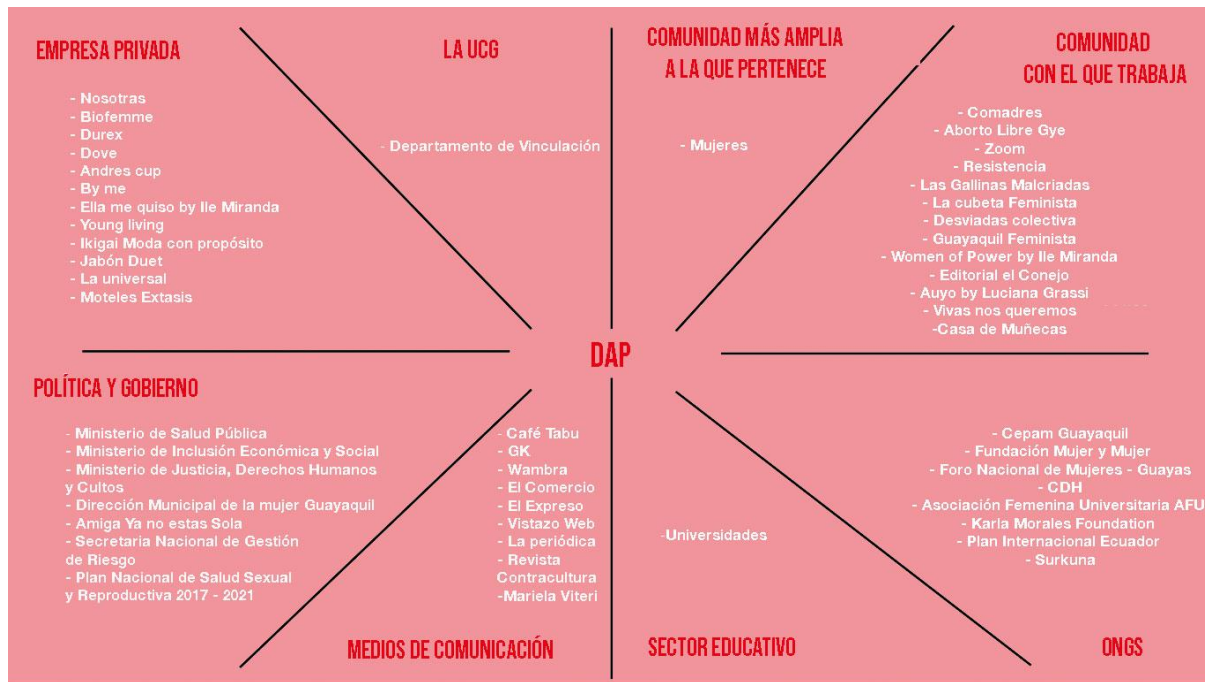 EMPRESA PRIVADA
- Nosotras
- Biofemme
- Durex
- Dove
- Andres cup
- By me
- Ella me quiso by Ile Miranda
- Young living
- Ikigai Moda con propósito
- Jabón Duet
- La universal
- Moteles Extasis
LA UCG
- Departamento de Vinculación
COMUNIDAD MÁS AMPLIA
A LA QUE PERTENECE
- Mujeres
COMUNIDAD
CON EL QUE TRABAJA
- Comadres
- Aborto Libre Gye
- Zoom
- Resistencia
- Las Gallinas Malcriadas
- La cubeta Feminista
- Desviadas colectiva
- Guayaquil Feminista
- Women of Power by Ile Miranda
- Editorial el Conejo
- Auyo by Luciana Grassi
- Vivas nos queremos
-Casa de Muñecas
DAP
POLÍTICA Y GOBIERNO
- Ministerio de Salud Pública
- Ministerio de Inclusión Económica y Social
- Ministerio de Justicia, Derechos Humanos
y Cultos
- Dirección Municipal de la mujer Guayaquil
- Amiga Ya no estas Sola
- Secretaria Nacional de Gestión
de Riesgo
- Plan Nacional de Salud Sexual
y Reproductiva 2017 - 2021
- Café Tabu
- GK
- Wambra
- El Comercio
- El Expreso
- Vistazo Web
- La periódica
- Revista
Contracultura
-Mariela Viteri
MEDIOS DE COMUNICACIÓN
-Universidades
SECTOR EDUCATIVO
- Cepam Guayaquil
- Fundación Mujer y Mujer
- Foro Nacional de Mujeres - Guayas
- CDH
- Asociación Femenina Universitaria AFU
- Karla Morales Foundation
- Plan Internacional Ecuador
- Surkuna
ONGS